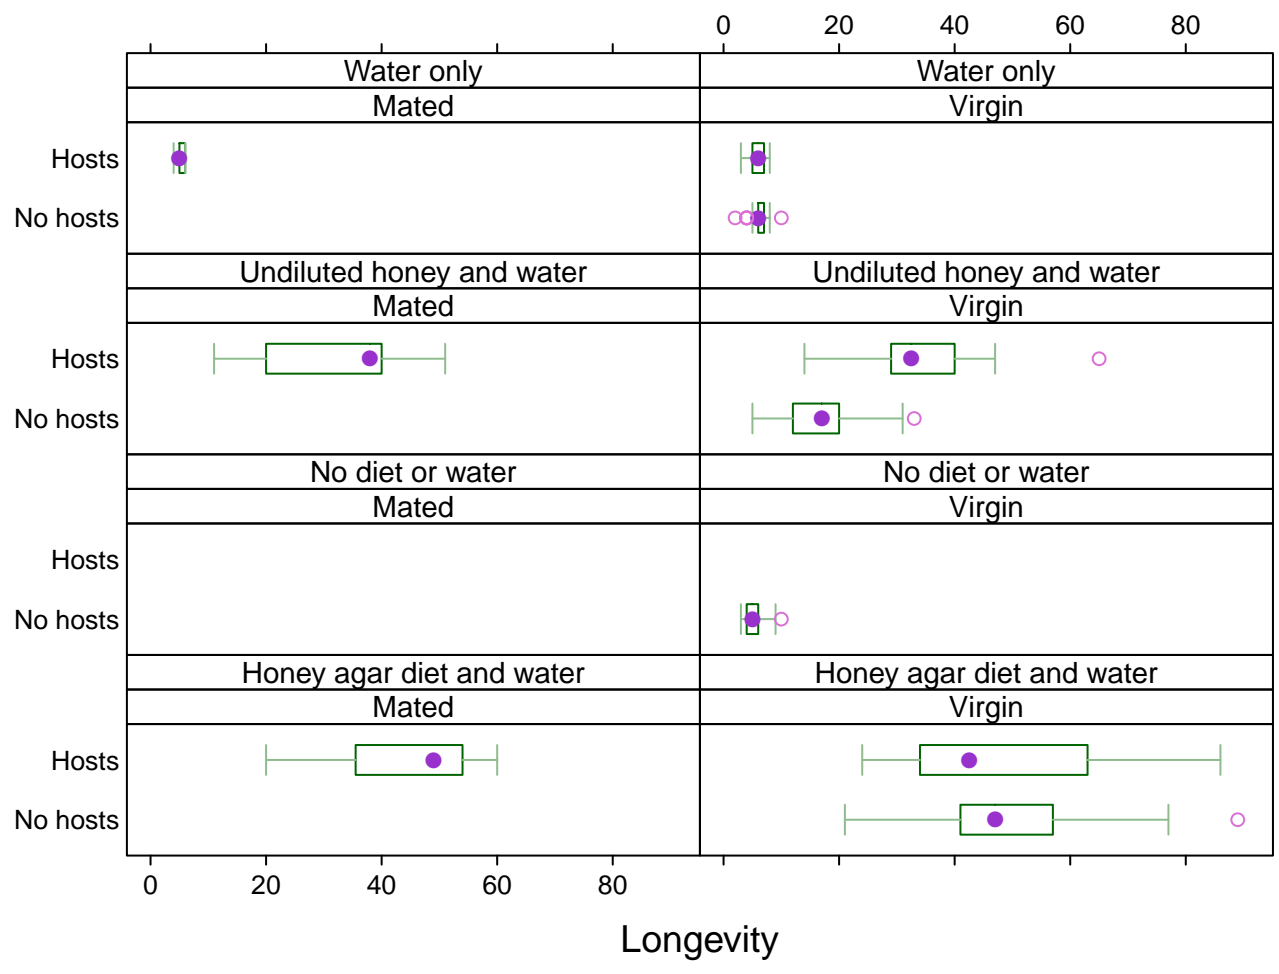 0 20 40 60 80
Water only Water only
Mated Virgin
Hosts
No hosts
Undiluted honey and water Undiluted honey and water
Mated Virgin
Hosts
No hosts
No diet or water No diet or water
Mated Virgin
Hosts
No hosts
Honey agar diet and water Honey agar diet and water
Mated Virgin
Hosts
No hosts
0 20 40 60 80
Longevity